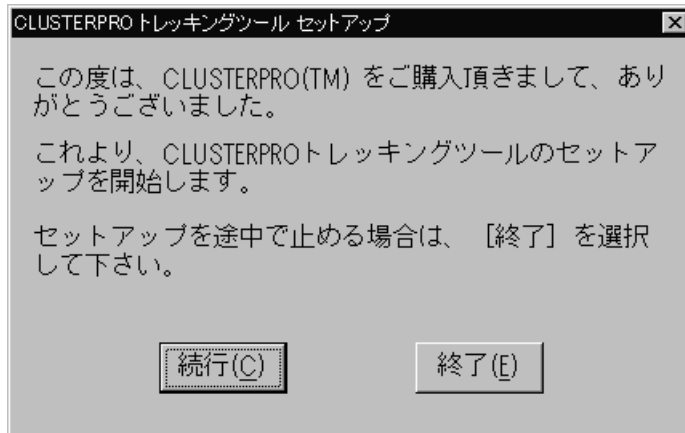 CLUSTERPRO トレッキングツール セットアップ
この度は、CLUSTERPRO(TM) をご購入頂きまして、あり
がとうございました。
これより、CLUSTERPROトレッキングツールのセットア
ップを開始します。
セットアップを途中で止める場合は、［終了］を選択
して下さい。
続行(C) 終了(E)